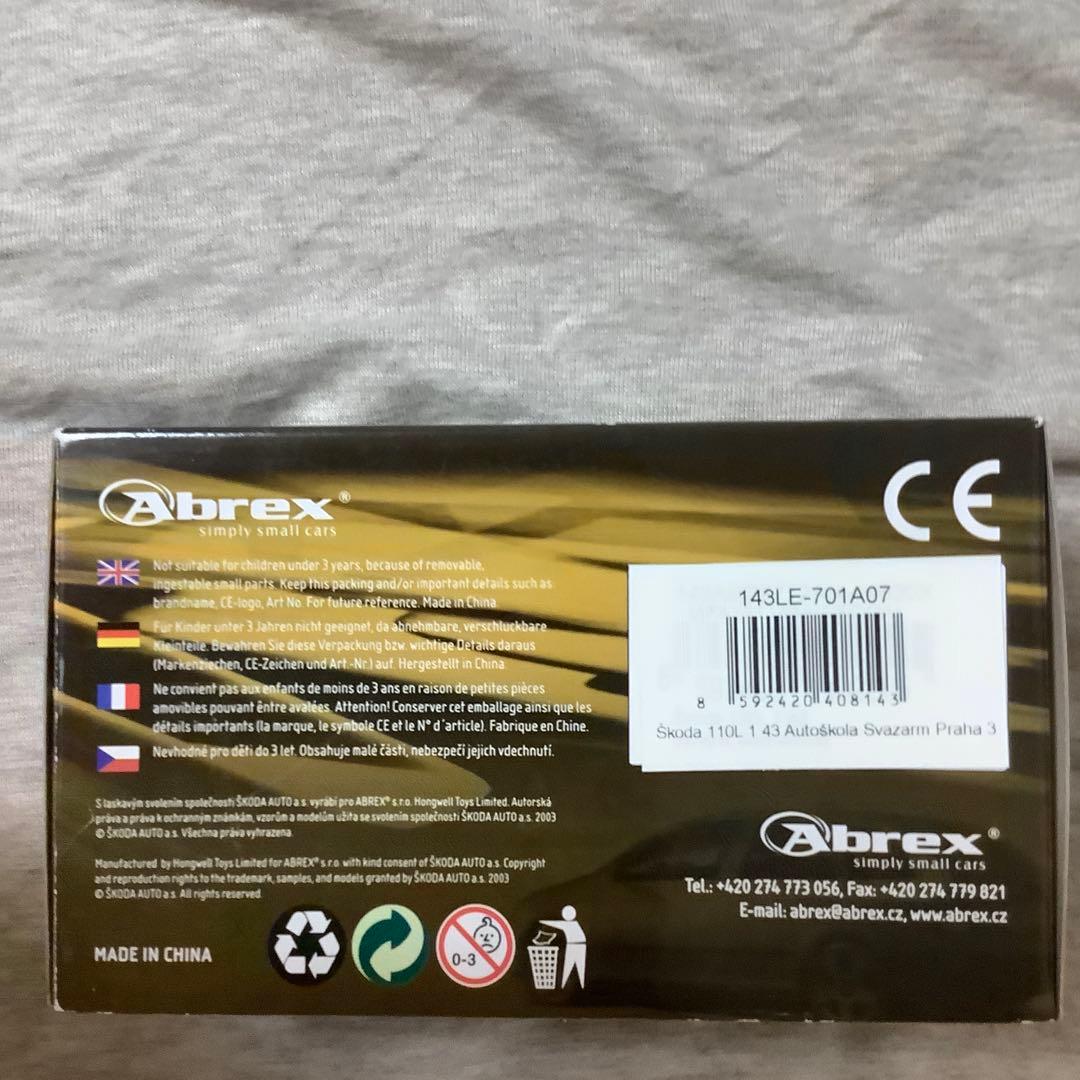 Abrex®
simply small cars
CE
Not suitable for children under 3 years, because of removable,
ingestable small parts. Keep this packing and/or important details such as
brandname, CE-logo, Art No. For future reference. Made in China
Für Kinder unter 3 Jahren nicht geeignet, da abnehmbare, verschluckbare
Kleinteile. Bewahren Sie diese Verpackung bzw. wichtige Details daraus
(Markenziechen, CE-Zeichen und Art.-Nr.) auf. Hergestellt in China.
Ne convient pas aux enfants de moins de 3 ans en raison de petites pièces
amovibles pouvant êntre avalées. Attention! Conserver cet emballage ainsi que les
détails importants (la marque, le symbole CE et le N° d'article). Fabrique en Chine.
Nevhodné pro děti do 3 let. Obsahuje malé části, nebezpečí jejich vdechnutí.
143LE-701A07
8 592420 408143
Škoda 110L 1 43 Autoškola Svazarm Praha 3
S laskavým svolením společnosti ŠKODA AUTO a.s. vyrábí pro ABREX® s.r.o. Hongwell Toys Limited. Autorská
práva a práva k ochranným známkám, vzorům a modelům užita se svolením společnosti ŠKODA AUTO a.s. 2003
© ŠKODA AUTO a.s. Všechna práva vyhrazena.
Manufactured by Hongwell Toys Limited for ABREX® s.r.o. with kind consent of ŠKODA AUTO a.s. Copyright
and reproduction rights to the trademark, samples, and models granted by ŠKODA AUTO a.s. 2003
© ŠKODA AUTO a.s. All rights reserved.
Abrex®
simply small cars
Tel.: +420 274 773 056, Fax: +420 274 779 821
E-mail: abrex@abrex.cz, www.abrex.cz
MADE IN CHINA
0-3